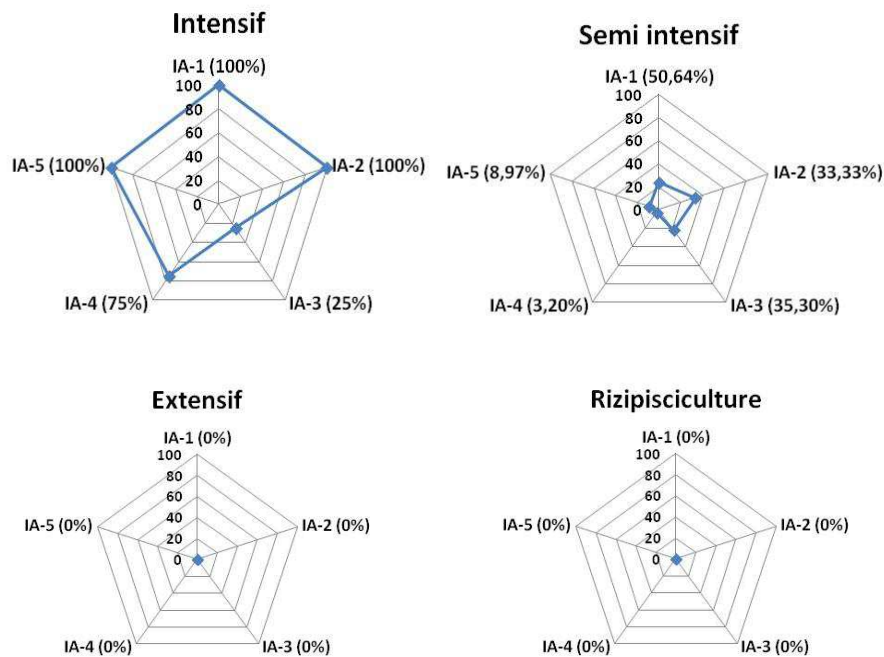 Intensif
IA-1 (100%)
100
80
60
40
20
0
IA-5 (100%)
IA-2 (100%)
IA-4 (75%)
IA-3 (25%)
Semi intensif
IA-1 (50,64%)
100
80
60
40
20
0
IA-5 (8,97%)
IA-2 (33,33%)
IA-4 (3,20%)
IA-3 (35,30%)
Extensif
IA-1 (0%)
100
80
60
40
20
0
IA-5 (0%)
IA-2 (0%)
IA-4 (0%)
IA-3 (0%)
Rizipisciculture
IA-1 (0%)
100
80
60
40
20
0
IA-5 (0%)
IA-2 (0%)
IA-4 (0%)
IA-3 (0%)